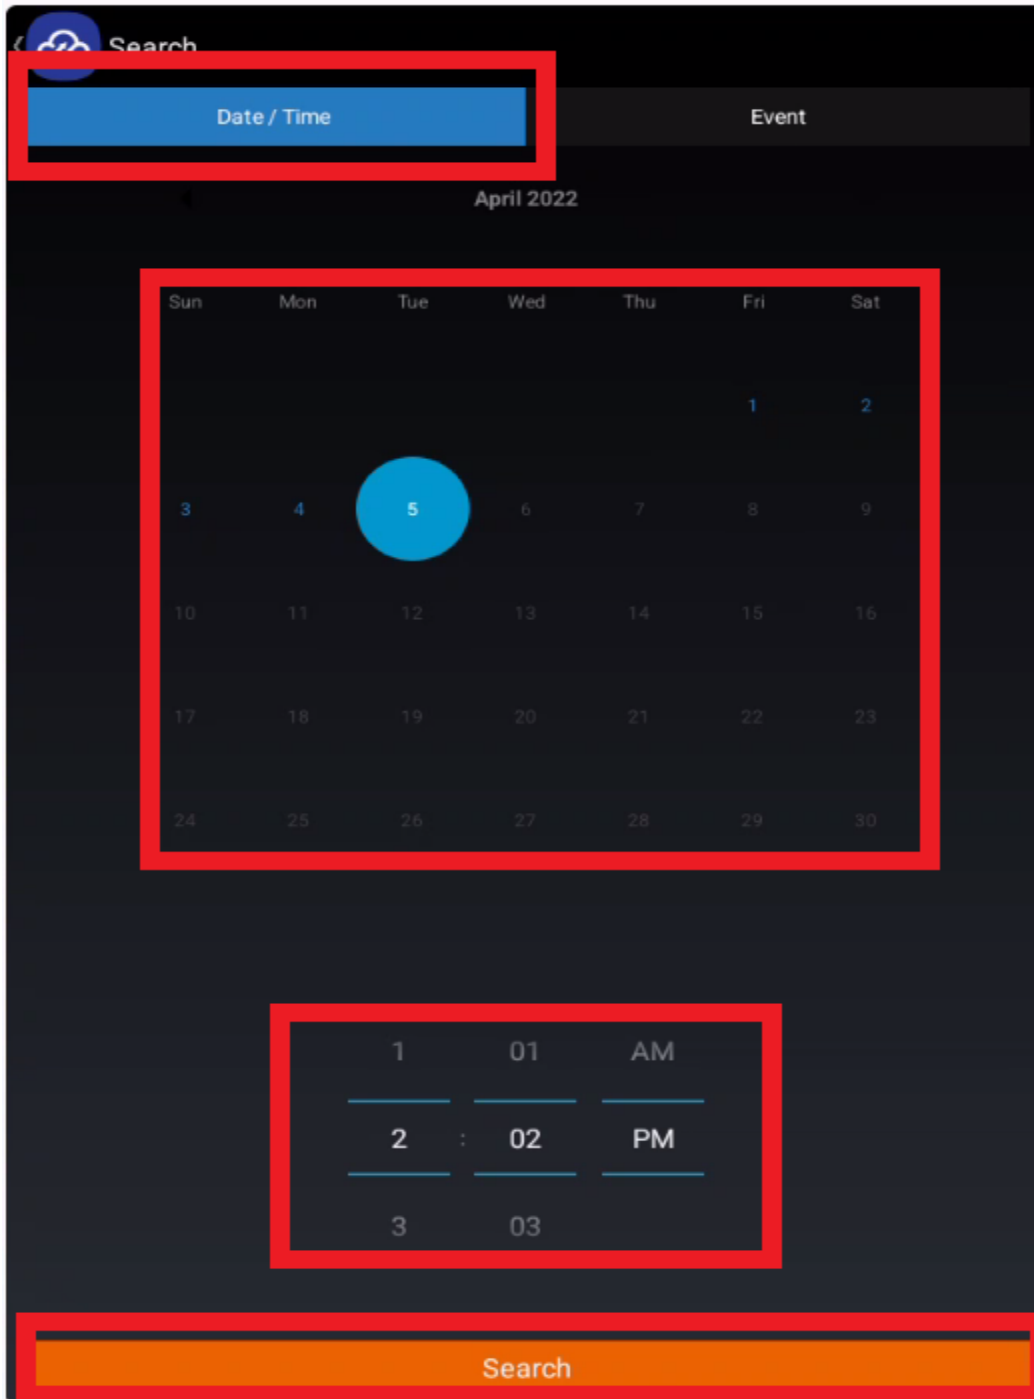 Search
Date / Time Event
April 2022
Sun Mon Tue Wed Thu Fri Sat
1 2
3 4 5 6 7 8 9
10 11 12 13 14 15 16
17 18 19 20 21 22 23
24 25 26 27 28 29 30
1 01 AM
2 : 02 PM
3 03
Search